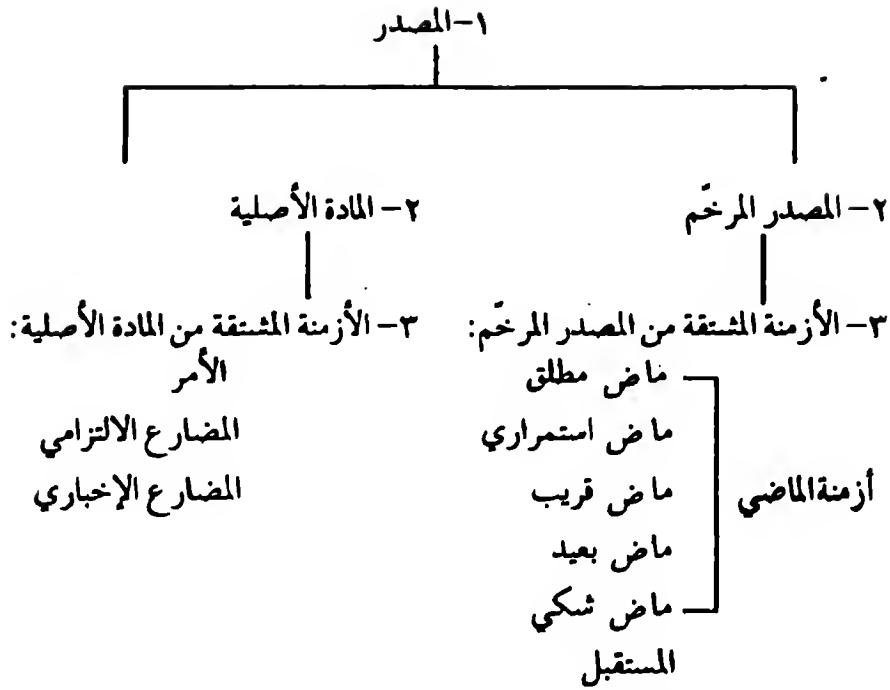 ١- المصدر
٢- المصدر المرخّم
٢- المادة الأصلية
٣- الأزمنة المشتقة من المصدر المرخّم:
٣- الأزمنة المشتقة من المادة الأصلية:
ماض مطلق
الأمر
ماض استمراري
المضارع الالتزامي
أزمنة الماضي
ماض قريب
المضارع الإخباري
ماض بعيد
ماض شكي
المستقبل